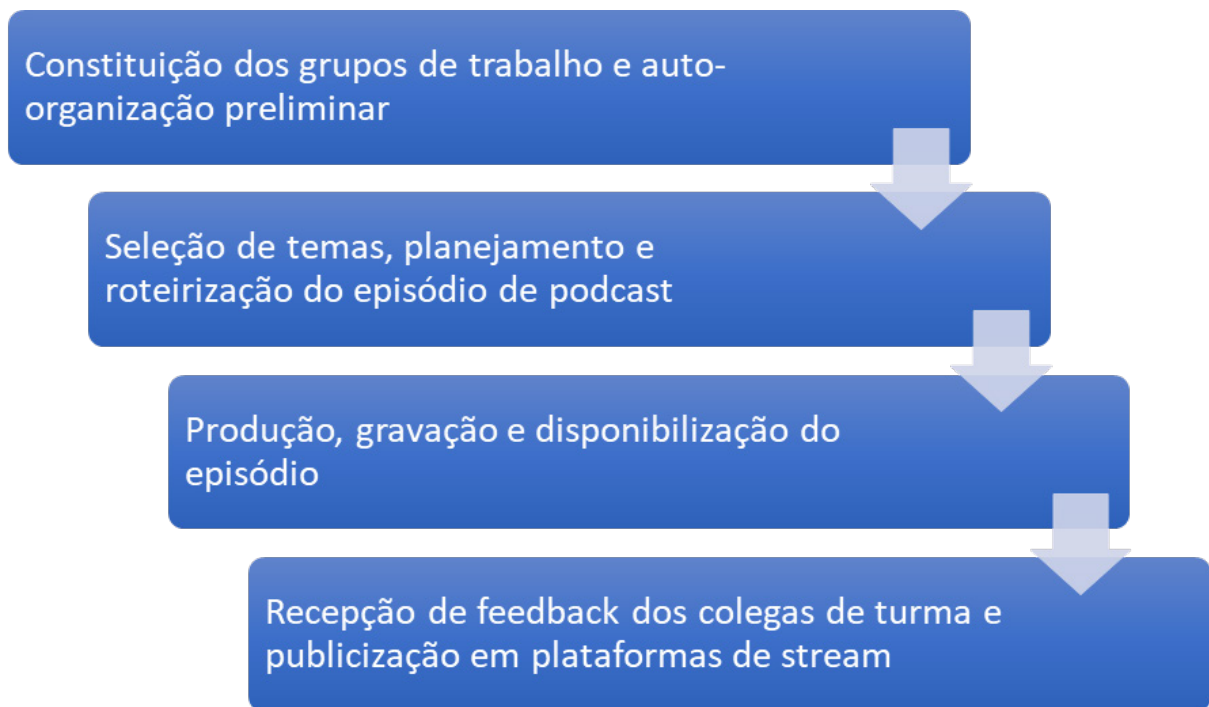 Constituição dos grupos de trabalho e auto-
organização preliminar
Seleção de temas, planejamento e
roteirização do episódio de podcast
Produção, gravação e disponibilização do
episódio
Recepção de feedback dos colegas de turma e
publicização em plataformas de stream